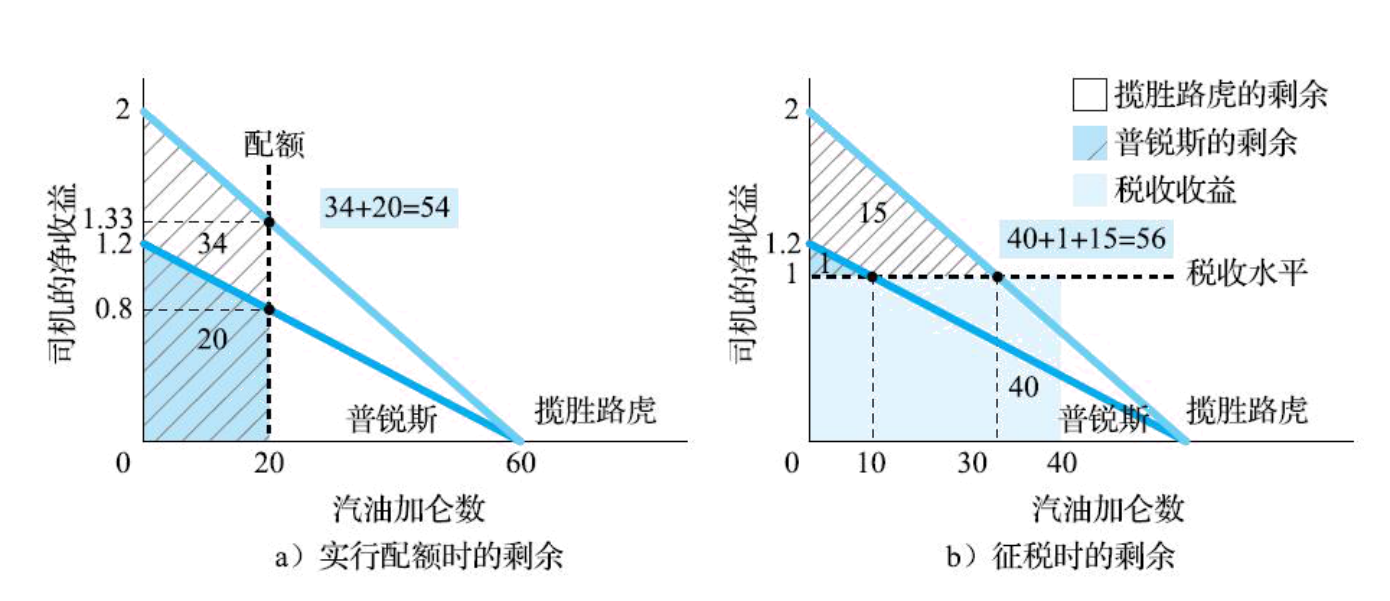 2
配额
34+20=54
司机的净收益
1.33
1.2
34
0.8
20
普锐斯
揽胜路虎
0
20
60
汽油加仑数
a）实行配额时的剩余
揽胜路虎的剩余
普锐斯的剩余
税收收益
2
15
40+1+15=56
司机的净收益
1.2
1
1
税收水平
40
普锐斯
揽胜路虎
0
10
30
40
汽油加仑数
b）征税时的剩余